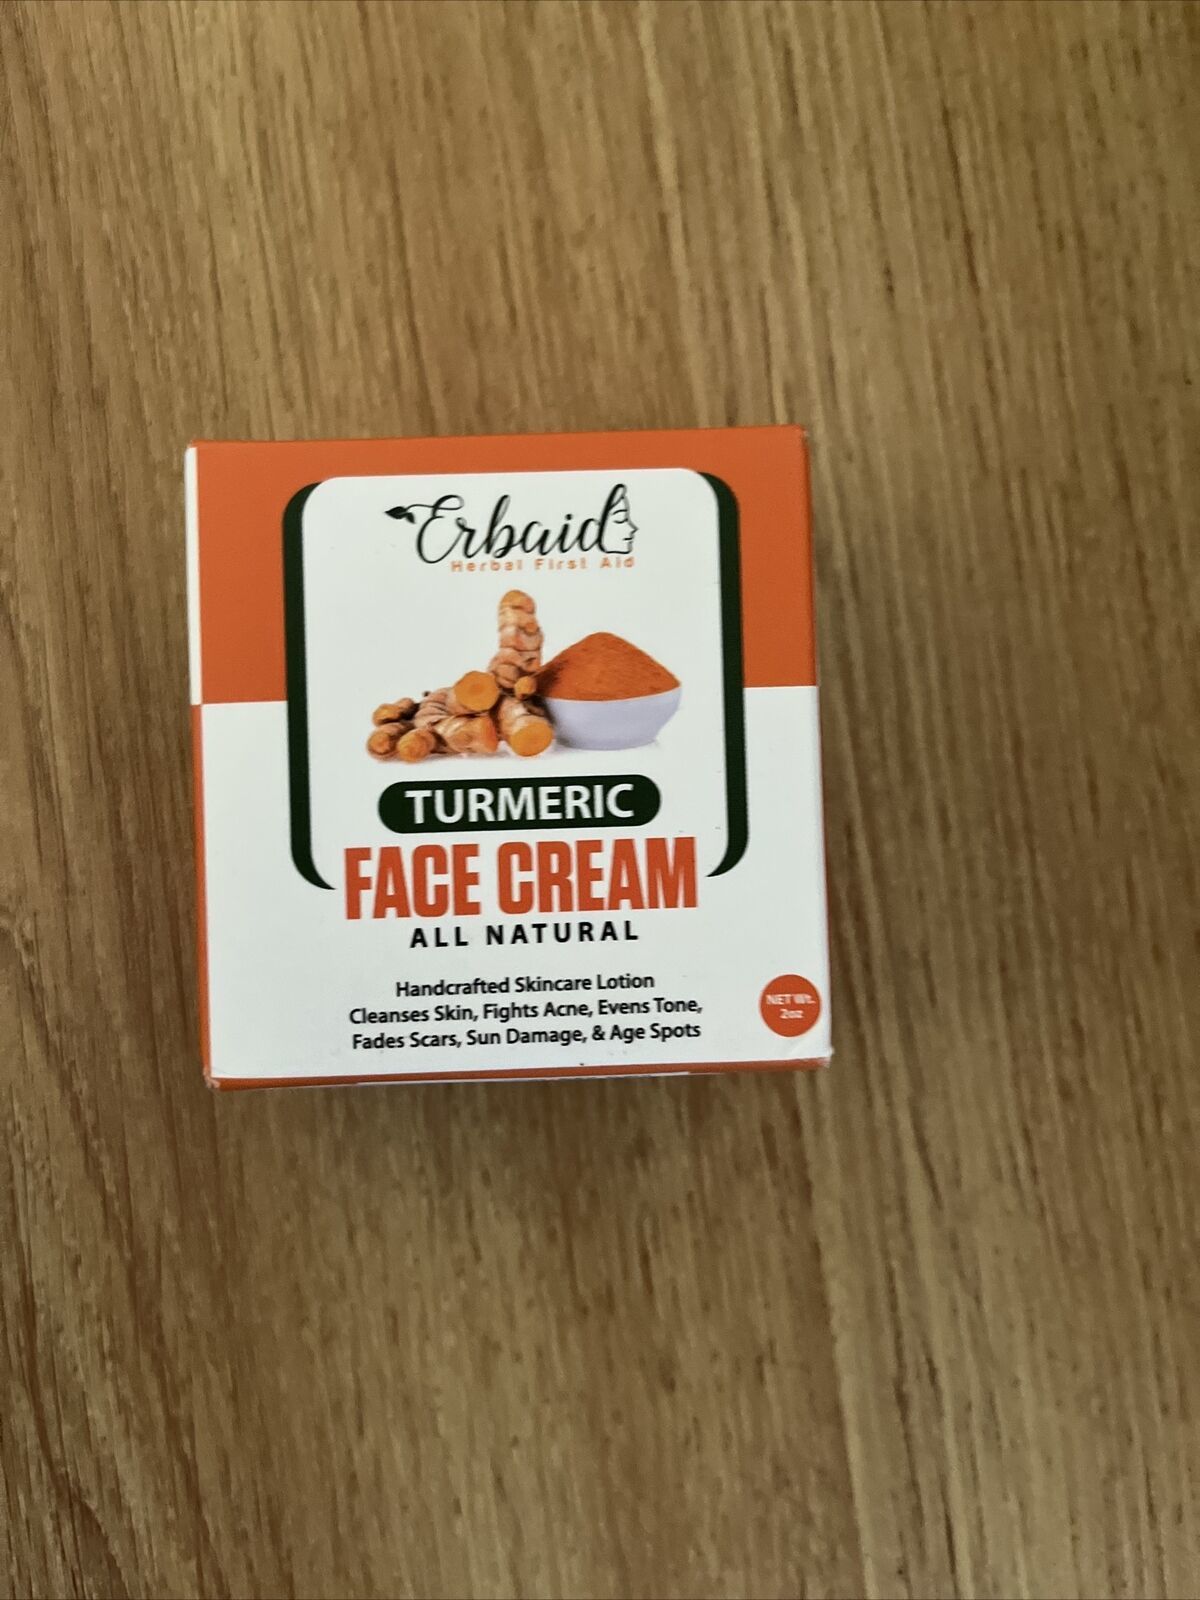 Erbaid
Herbal First Aid
TURMERIC
FACE CREAM
ALL NATURAL
Handcrafted Skincare Lotion
Cleanses Skin, Fights Acne, Evens Tone,
Fades Scars, Sun Damage, & Age Spots
NET Wt.
2oz